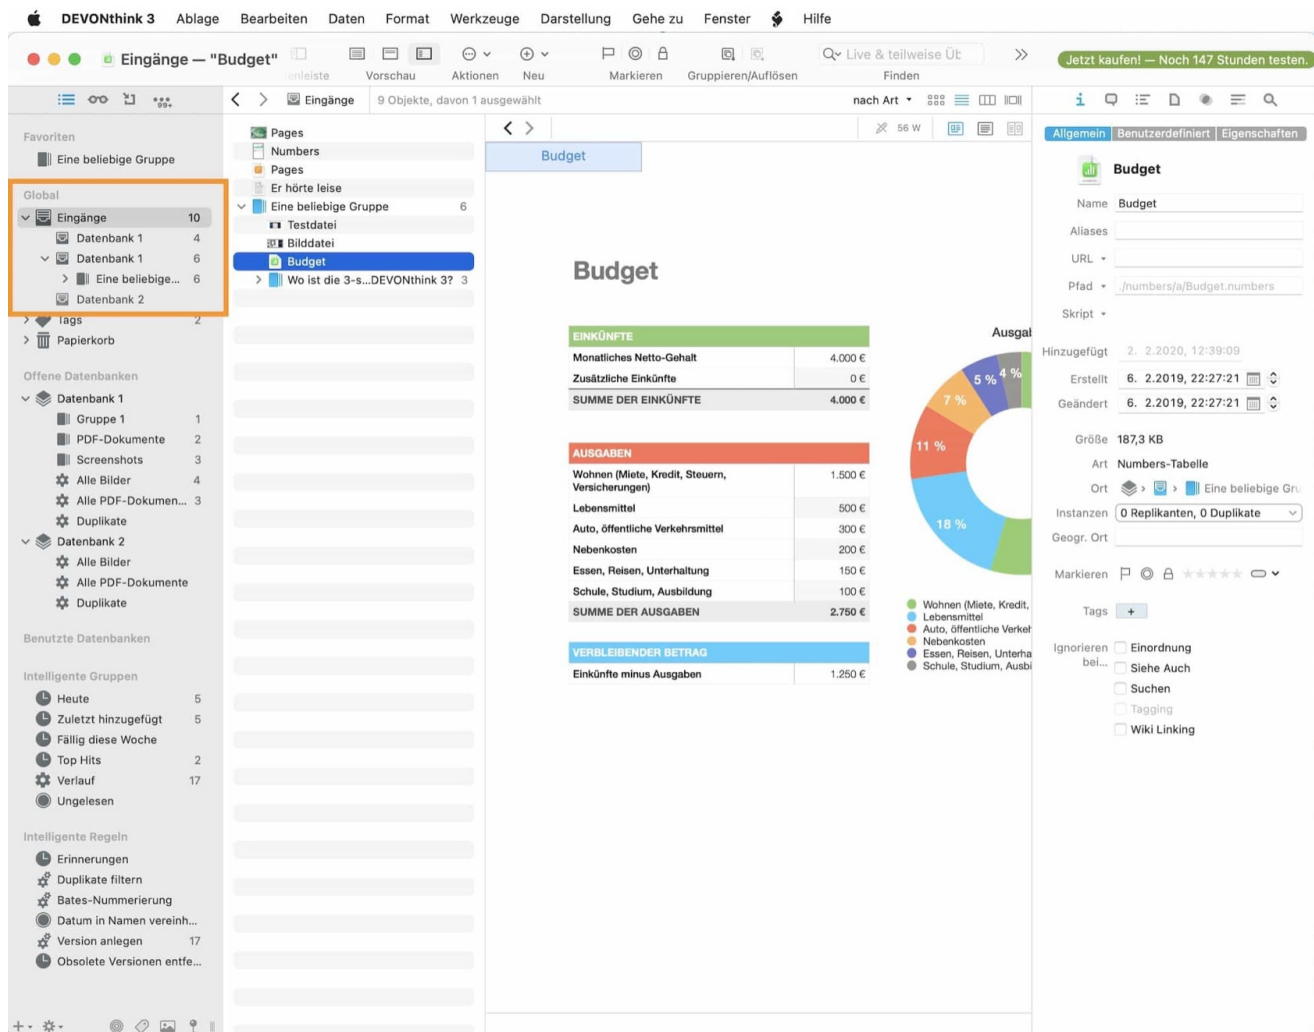 DEVONthink 3 Ablage Bearbeiten Daten Format Werkzeuge Darstellung Gehe zu Fenster Hilfe
Eingänge — "Budget"
Live & teilweise Üt
Jetzt kaufen! — Noch 147 Stunden testen.
enleiste Vorschau Aktionen Neu Markieren Gruppieren/Auflösen Finden
99+
Eingänge 9 Objekte, davon 1 ausgewählt nach Art
Favoriten
Eine beliebige Gruppe
Global
Eingänge 10
Datenbank 1 4
Datenbank 1 6
Eine beliebige... 6
Datenbank 2
Tags 2
Papierkorb
Offene Datenbanken
Datenbank 1
Gruppe 1 1
PDF-Dokumente 2
Screenshots 3
Alle Bilder 4
Alle PDF-Dokumen... 3
Duplikate
Datenbank 2
Alle Bilder
Alle PDF-Dokumente
Duplikate
Benutzte Datenbanken
Intelligente Gruppen
Heute 5
Zuletzt hinzugefügt 5
Fällig diese Woche
Top Hits 2
Verlauf 17
Ungelesen
Intelligente Regeln
Erinnerungen
Duplikate filtern
Bates-Nummerierung
Datum in Namen vereinh...
Version anlegen 17
Obsolete Versionen entfe...
Pages
Numbers
Pages
Er hörte leise
Eine beliebige Gruppe 6
Testdatei
Bilddatei
Budget
Wo ist die 3-s...DEVONthink 3? 3
56 W
Budget
Budget
EINKÜNFTE
Monatliches Netto-Gehalt 4.000 €
Zusätzliche Einkünfte 0 €
SUMME DER EINKÜNFTE 4.000 €
AUSGABEN
Wohnen (Miete, Kredit, Steuern, 1.500 €
Versicherungen)
Lebensmittel 500 €
Auto, öffentliche Verkehrsmittel 300 €
Nebenkosten 200 €
Essen, Reisen, Unterhaltung 150 €
Schule, Studium, Ausbildung 100 €
SUMME DER AUSGABEN 2.750 €
VERBLEIBENDER BETRAG
Einkünfte minus Ausgaben 1.250 €
Ausgal
4 %
5 %
7 %
11 %
18 %
Wohnen (Miete, Kredit,
Lebensmittel
Auto, öffentliche Verkeh
Nebenkosten
Essen, Reisen, Unterha
Schule, Studium, Ausbi
Allgemein Benutzerdefiniert Eigenschaften
Budget
Name Budget
Aliases
URL
Pfad ./numbers/a/Budget.numbers
Skript
Hinzugefügt 2. 2.2020, 12:39:09
Erstellt 6. 2.2019, 22:27:21
Geändert 6. 2.2019, 22:27:21
Größe 187,3 KB
Art Numbers-Tabelle
Ort Eine beliebige Gru
Instanzen 0 Replikanten, 0 Duplikate
Geogr. Ort
Markieren
Tags +
Ignorieren Einordnung
bei... Siehe Auch
Suchen
Tagging
Wiki Linking